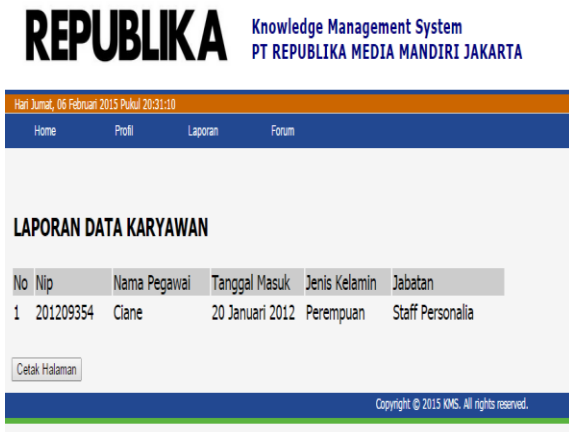 REPUBLIKA
Knowledge Management System
PT REPUBLIKA MEDIA MANDIRI JAKARTA
Hari Jumat, 06 Februari 2015 Pukul 20:31:10
Home Profil Laporan Forum
LAPORAN DATA KARYAWAN
No Nip Nama Pegawai Tanggal Masuk Jenis Kelamin Jabatan
1 201209354 Ciane 20 Januari 2012 Perempuan Staff Personalia
Cetak Halaman
Copyright © 2015 KMS. All rights reserved.